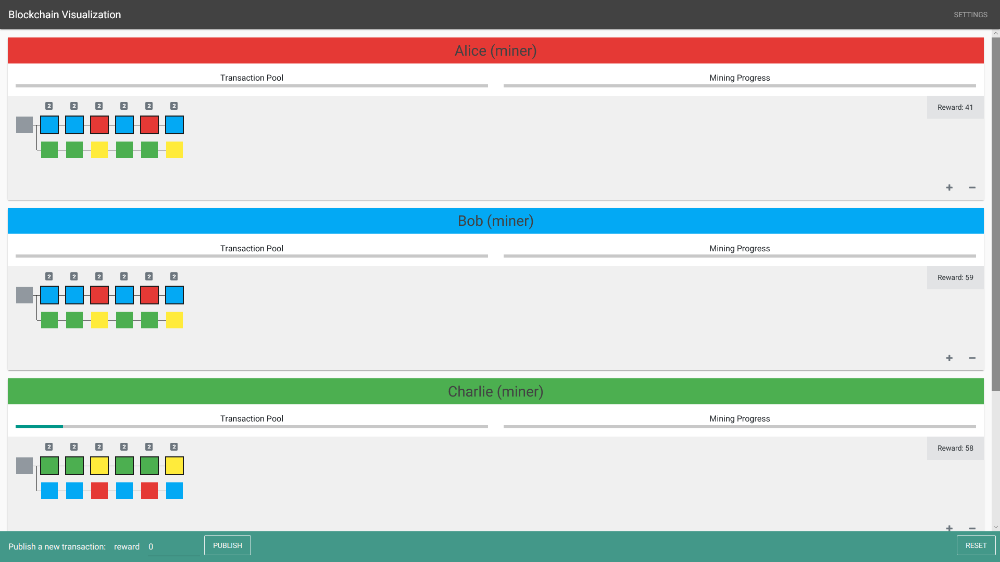 Blockchain Visualization
SETTINGS
Alice (miner)
Transaction Pool
Mining Progress
2 2 2 2 2 2
Reward: 41
Bob (miner)
Transaction Pool
Mining Progress
2 2 2 2 2 2
Reward: 59
Charlie (miner)
Transaction Pool
Mining Progress
2 2 2 2 2 2
Reward: 58
Publish a new transaction: reward 0 PUBLISH
RESET